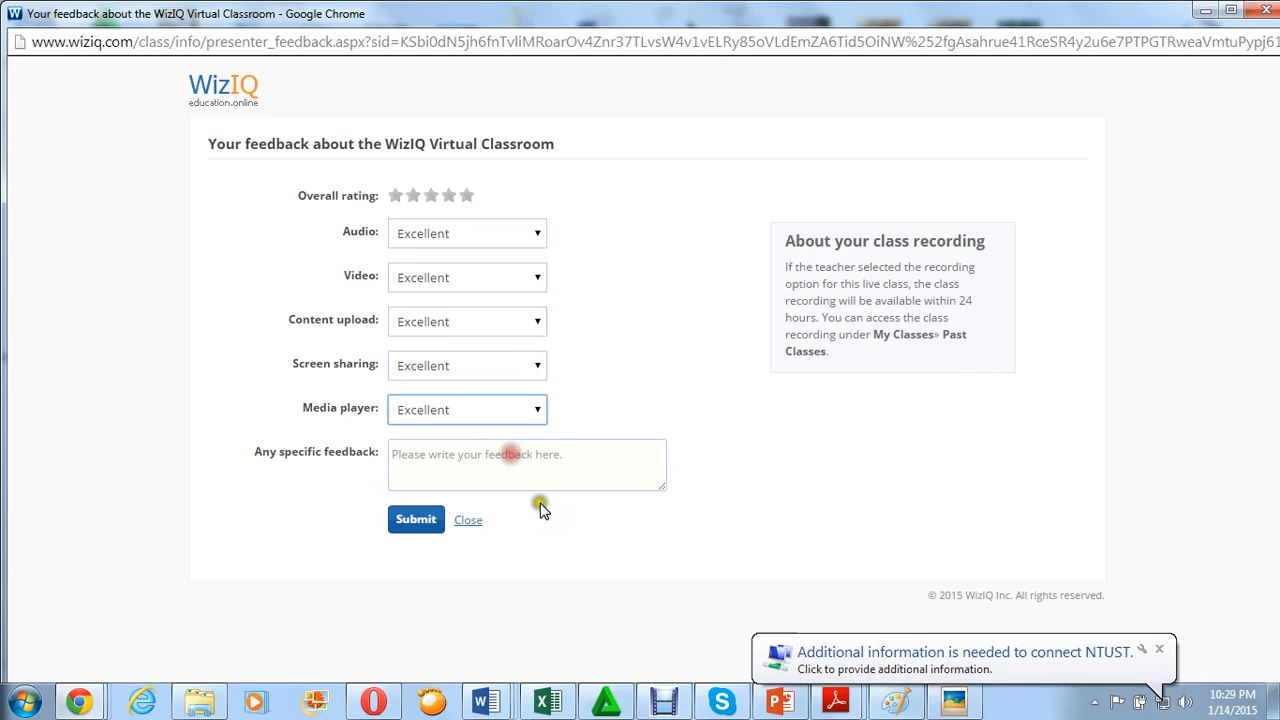 Your feedback about the WizIQ Virtual Classroom - Google Chrome
www.wiziq.com/class/info/presenter_feedback.aspx?sid=KSbi0dN5jh6fnTvliMRoarOv4Znr37TLvsW4v1vELRy85oVLdEmZA6Tid5OiNW%252fgAsahrue41RceSR4y2u6e7PTPGTRweaVmtuPypj61
WizIQ
education.online
Your feedback about the WizIQ Virtual Classroom
Overall rating:
Audio: Excellent
Video: Excellent
Content upload: Excellent
Screen sharing: Excellent
Media player: Excellent
Any specific feedback: Please write your feedback here.
Submit Close
About your class recording
If the teacher selected the recording
option for this live class, the class
recording will be available within 24
hours. You can access the class
recording under My Classes» Past
Classes.
© 2015 WizIQ Inc. All rights reserved.
Additional information is needed to connect NTUST.
Click to provide additional information.
10:29 PM
1/14/2015